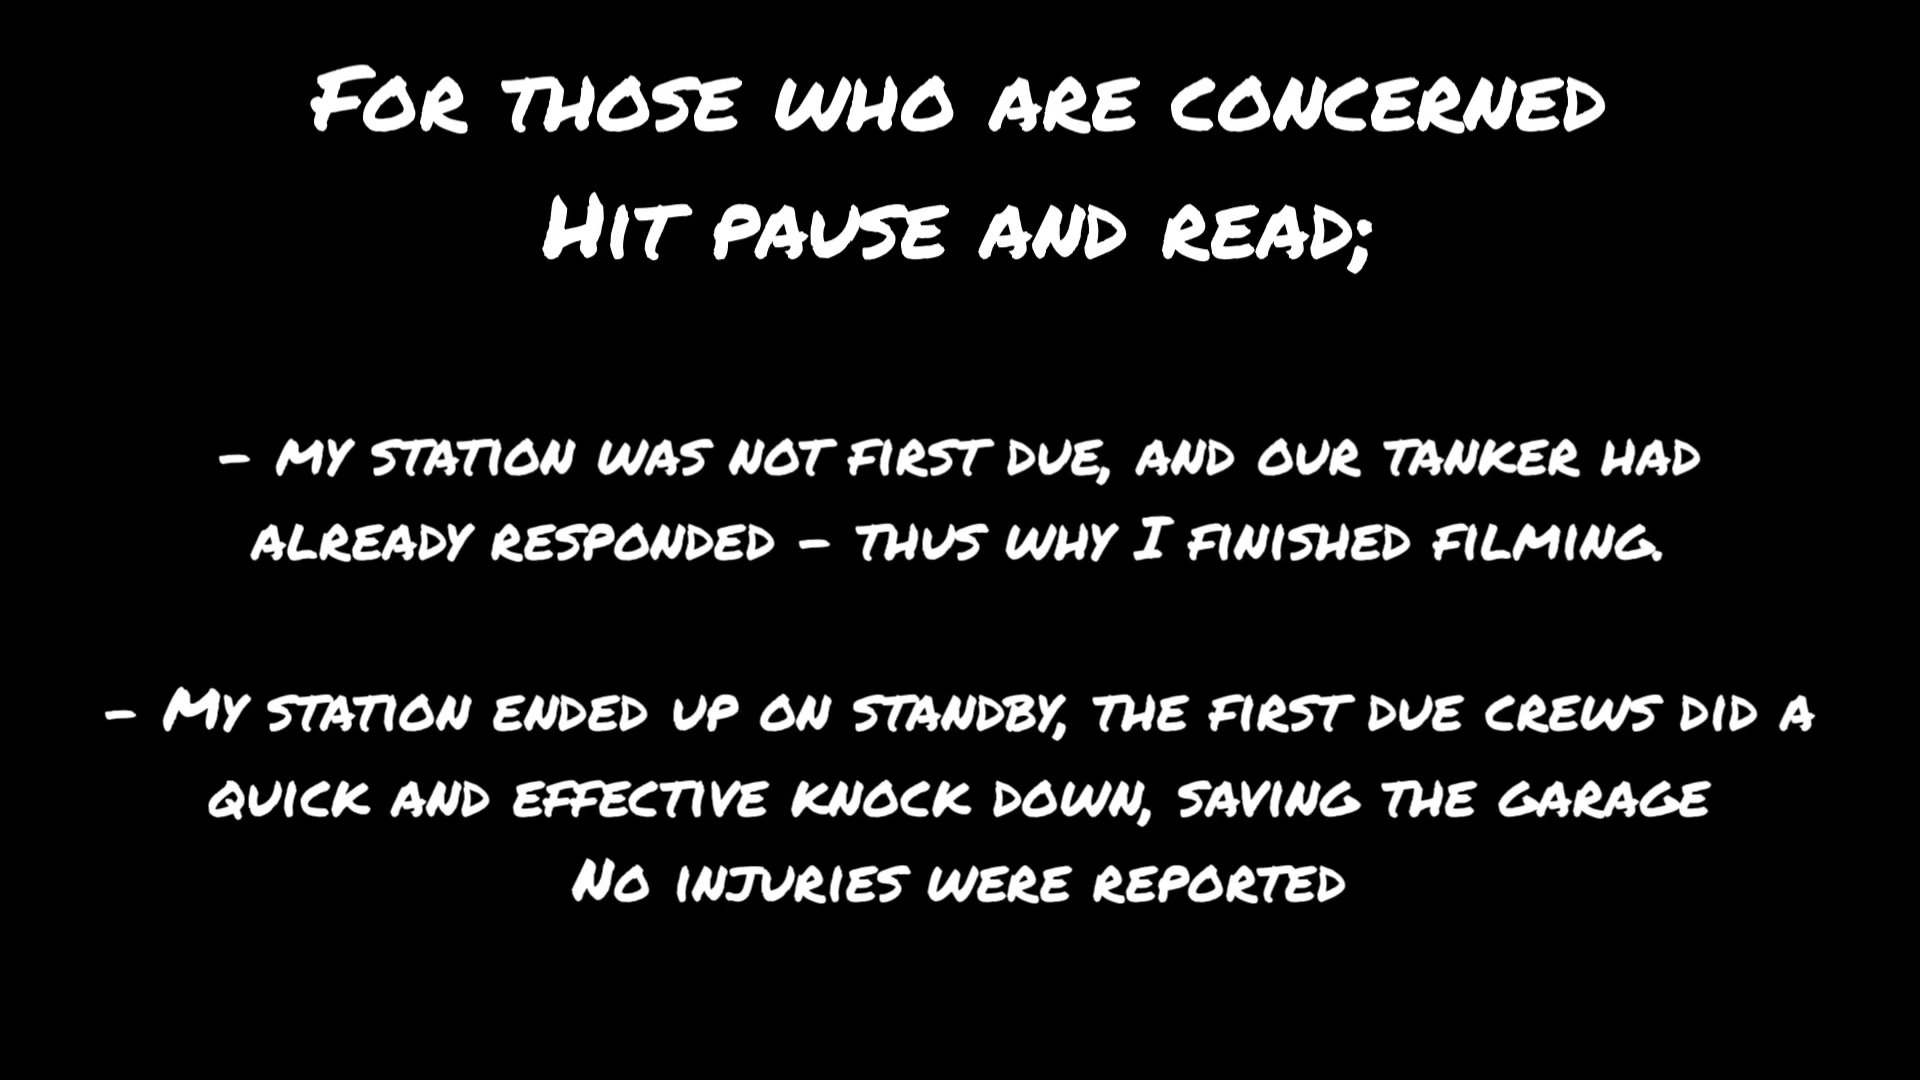 For those who are concerned
Hit pause and read;
- my station was not first due, and our tanker had
already responded - thus why I finished filming.
- My station ended up on standby, the first due crews did a
quick and effective knock down, saving the garage
No injuries were reported